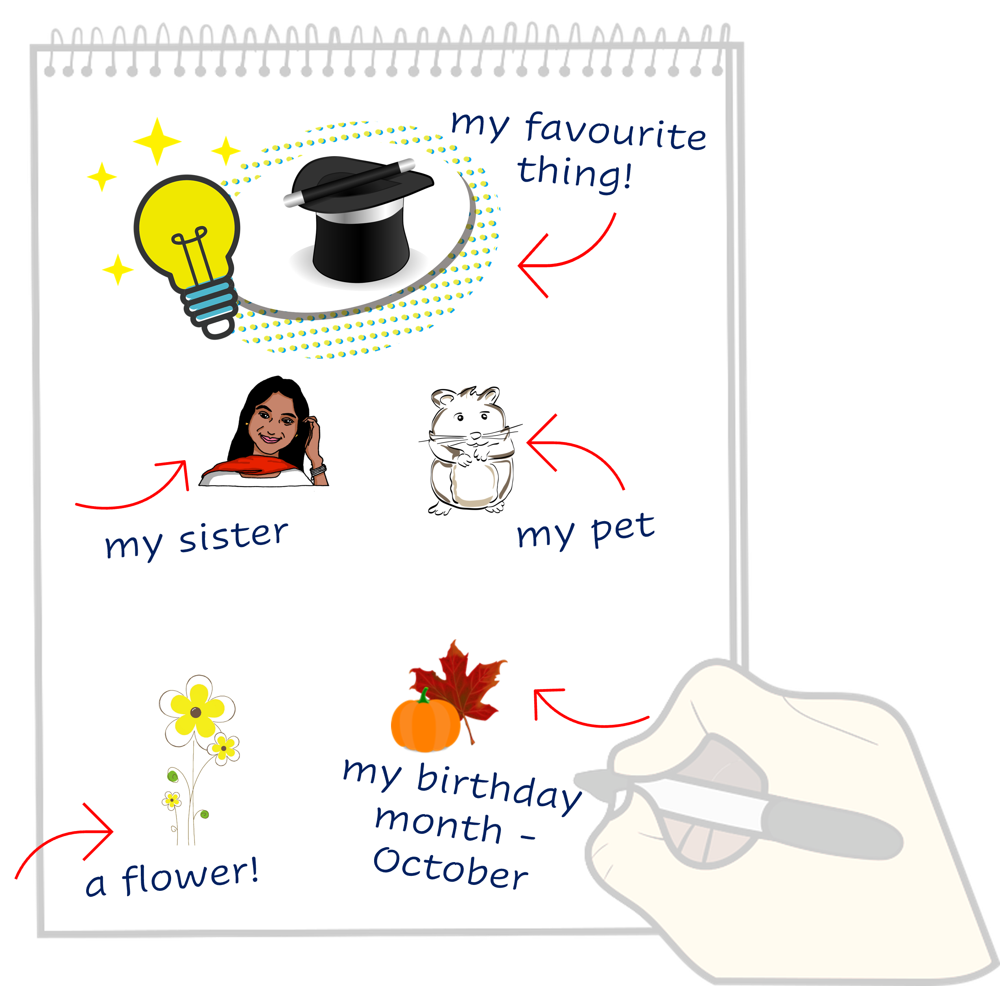 my favourite
thing!
my sister
my pet
a flower!
my birthday
month -
October